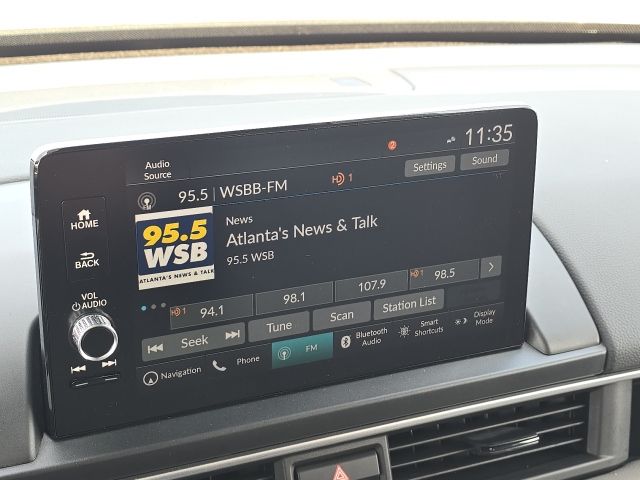 11:35
Audio
Source
Settings
Sound
FM
95.5 | WSBB-FM
HD 1
ST
HOME
95.5
WSB
ATLANTA'S NEWS & TALK
News
Atlanta's News & Talk
95.5 WSB
BACK
VOL
AUDIO
HD 1 94.1
98.1
107.9
HD 1 98.5
Seek
Tune
Scan
Station List
Navigation
Phone
FM
Bluetooth
Audio
Smart
Shortcuts
Display
Mode